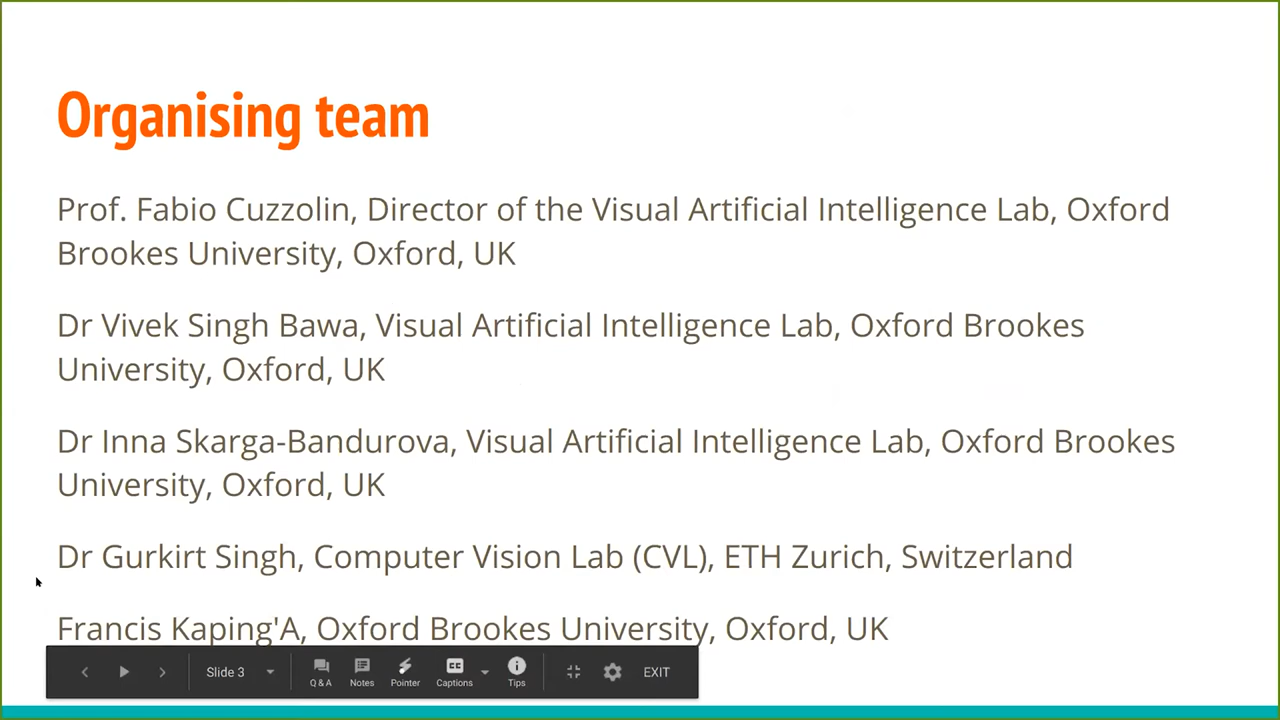 Organising team
Prof. Fabio Cuzzolin, Director of the Visual Artificial Intelligence Lab, Oxford
Brookes University, Oxford, UK
Dr Vivek Singh Bawa, Visual Artificial Intelligence Lab, Oxford Brookes
University, Oxford, UK
Dr Inna Skarga-Bandurova, Visual Artificial Intelligence Lab, Oxford Brookes
University, Oxford, UK
Dr Gurkirt Singh, Computer Vision Lab (CVL), ETH Zurich, Switzerland
Francis Kaping'A, Oxford Brookes University, Oxford, UK
Slide 3 Q & A Notes Pointer CC Captions Tips EXIT